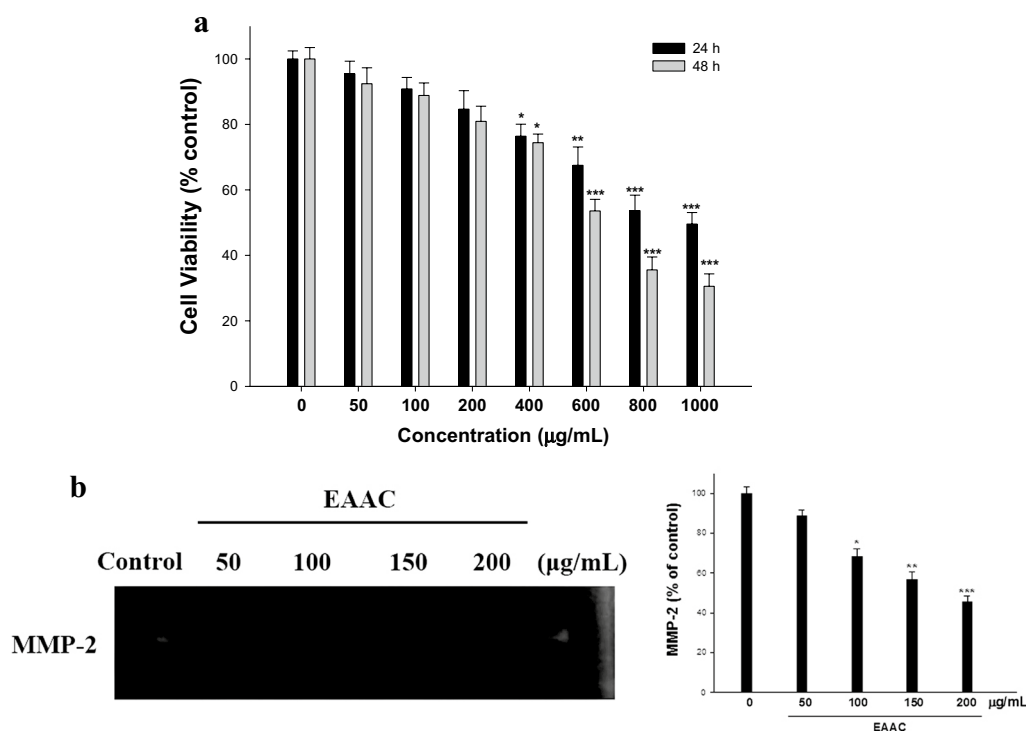 a
24 h
48 h
Cell Viability (% control)
100
80
60
40
20
0
* * ** *** *** *** *** ***
0 50 100 200 400 600 800 1000
Concentration (μg/mL)
b
EAAC
Control 50 100 150 200 (μg/mL)
MMP-2
MMP-2 (% of control)
100
80
60
40
20
0
* ** ***
0 50 100 150 200 μg/mL
EAAC